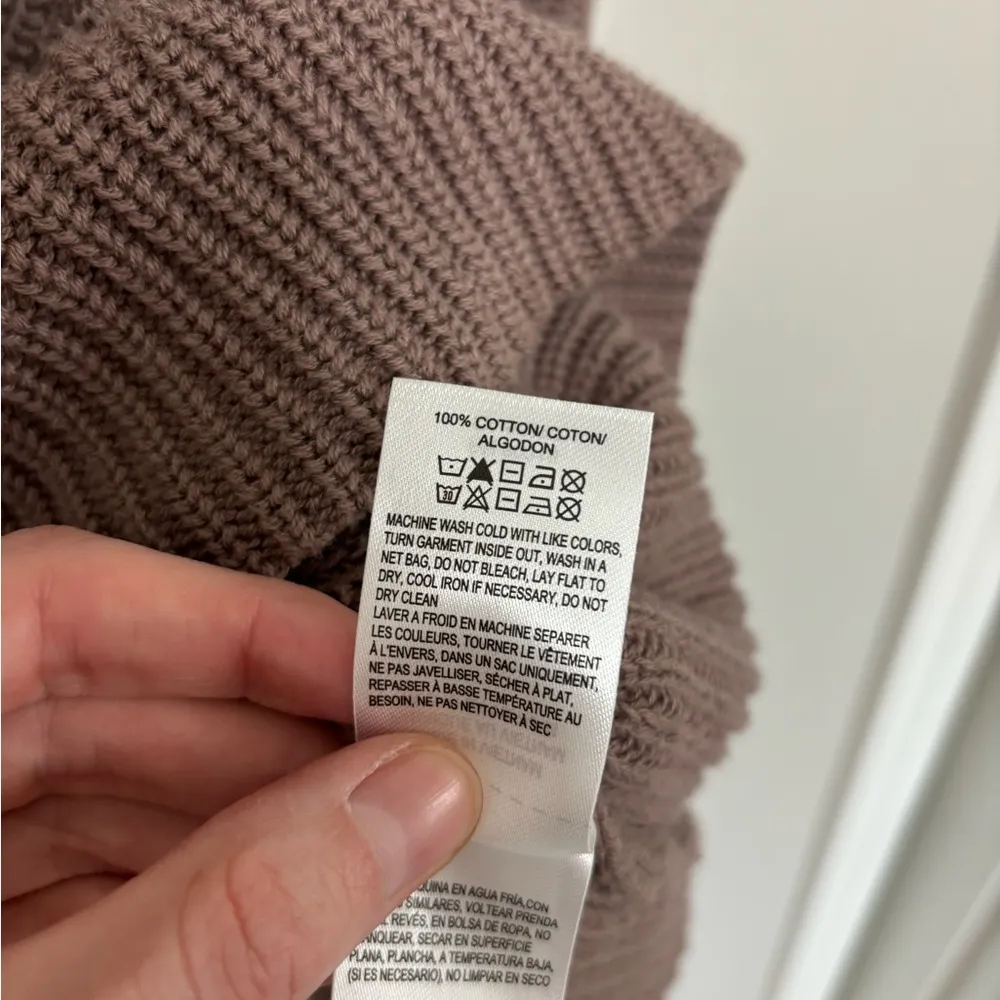 100% COTTON/ COTON/
ALGODON
30
MACHINE WASH COLD WITH LIKE COLORS,
TURN GARMENT INSIDE OUT, WASH IN A
NET BAG, DO NOT BLEACH, LAY FLAT TO
DRY, COOL IRON IF NECESSARY, DO NOT
DRY CLEAN
LAVER A FROID EN MACHINE SEPARER
LES COULEURS, TOURNER LE VÊTEMENT
À L'ENVERS, DANS UN SAC UNIQUEMENT,
NE PAS JAVELLISER, SÉCHER À PLAT,
REPASSER À BASSE TEMPÉRATURE AU
BESOIN, NE PAS NETTOYER À SEC
EN AGUA FRÍA,CON
SIMILARES, VOLTEAR PRENDA
REVÉS, EN BOLSA DE ROPA, NO
SECAR EN SUPERFICIE
PLANA, PLANCHA, A TEMPERATURA BAJA,
(SI ES NECESARIO), NO LIMPIAR EN SECO